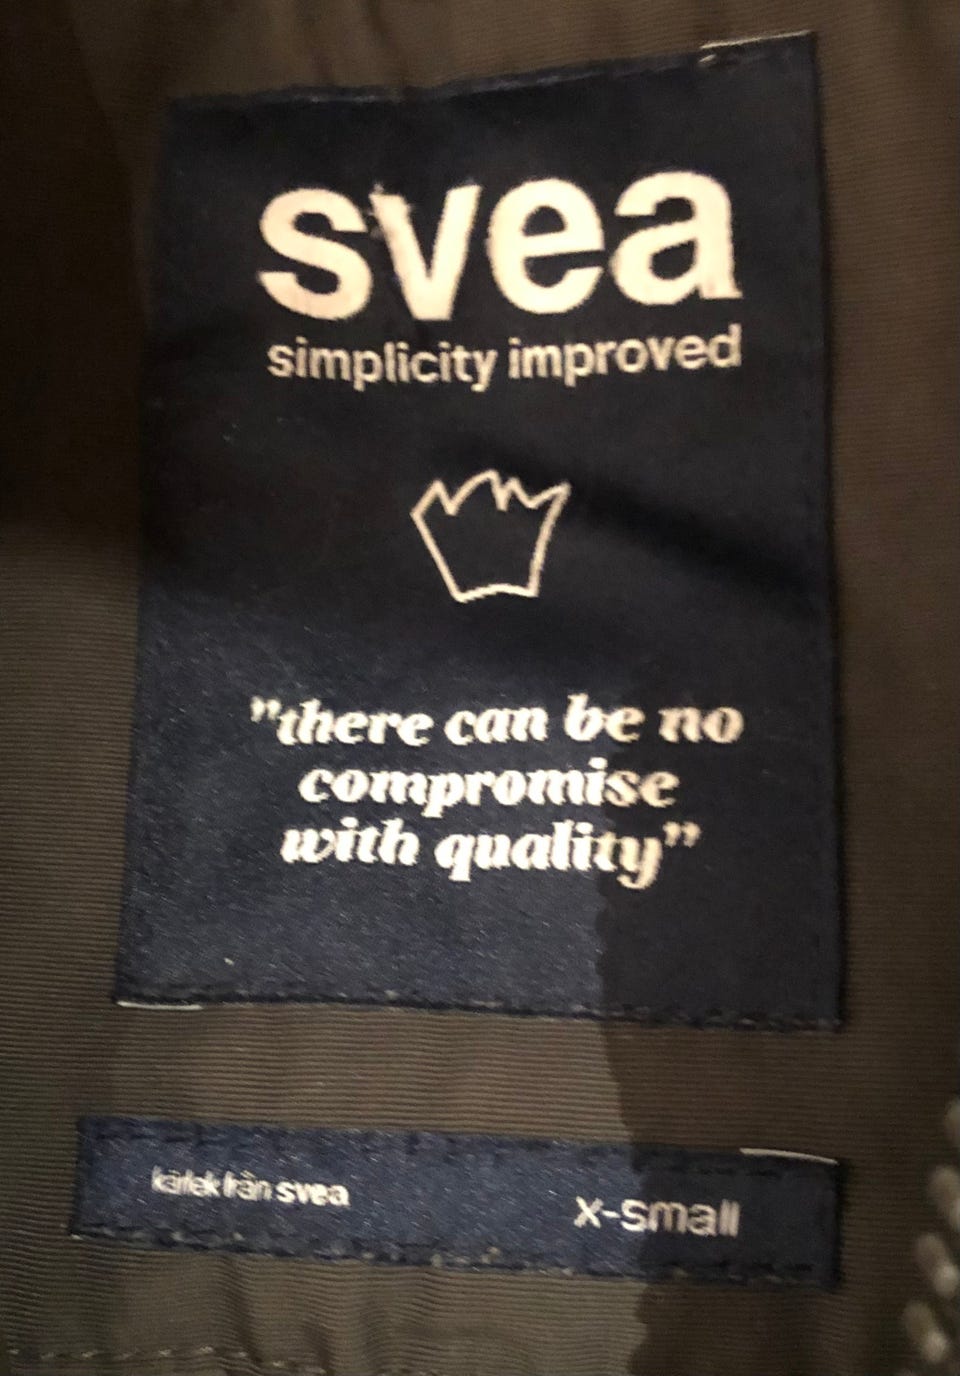 svea
simplicity improved
"there can be no
compromise
with quality”
kärlek från svea
x-small